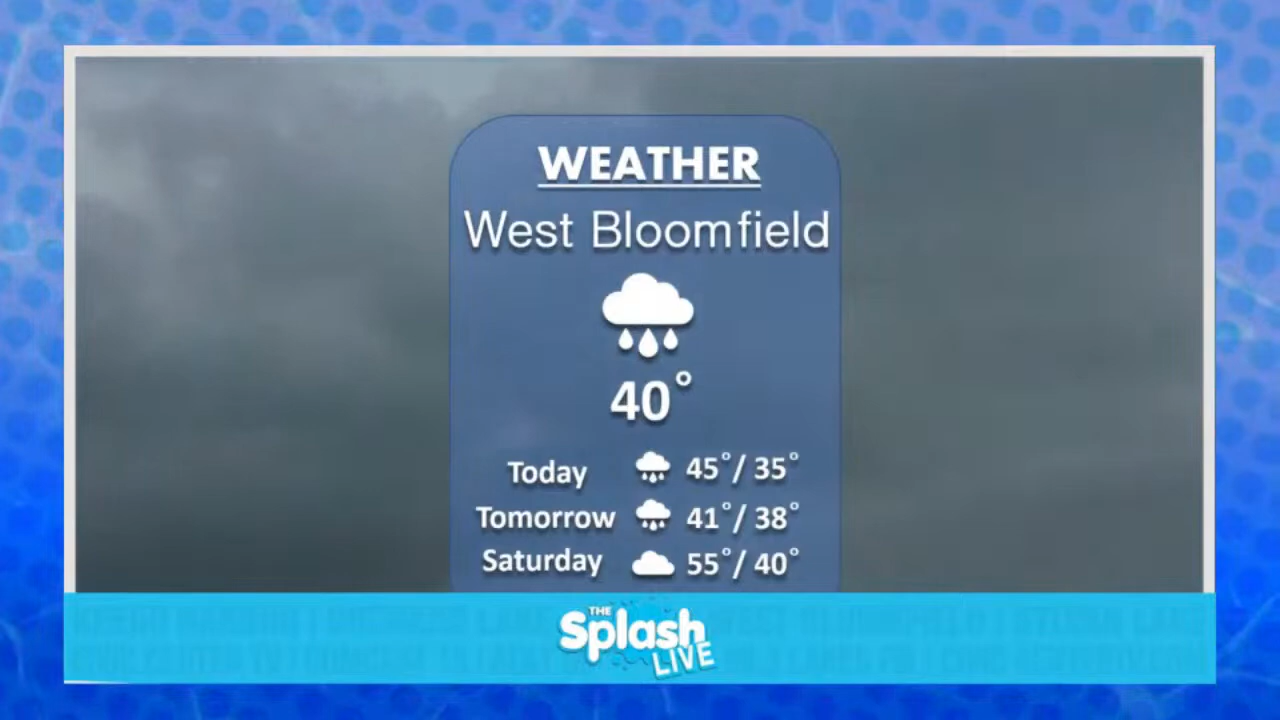 WEATHER
West Bloomfield
40°
Today 45°/ 35°
Tomorrow 41°/ 38°
Saturday 55°/ 40°
THE
Splash
LIVE